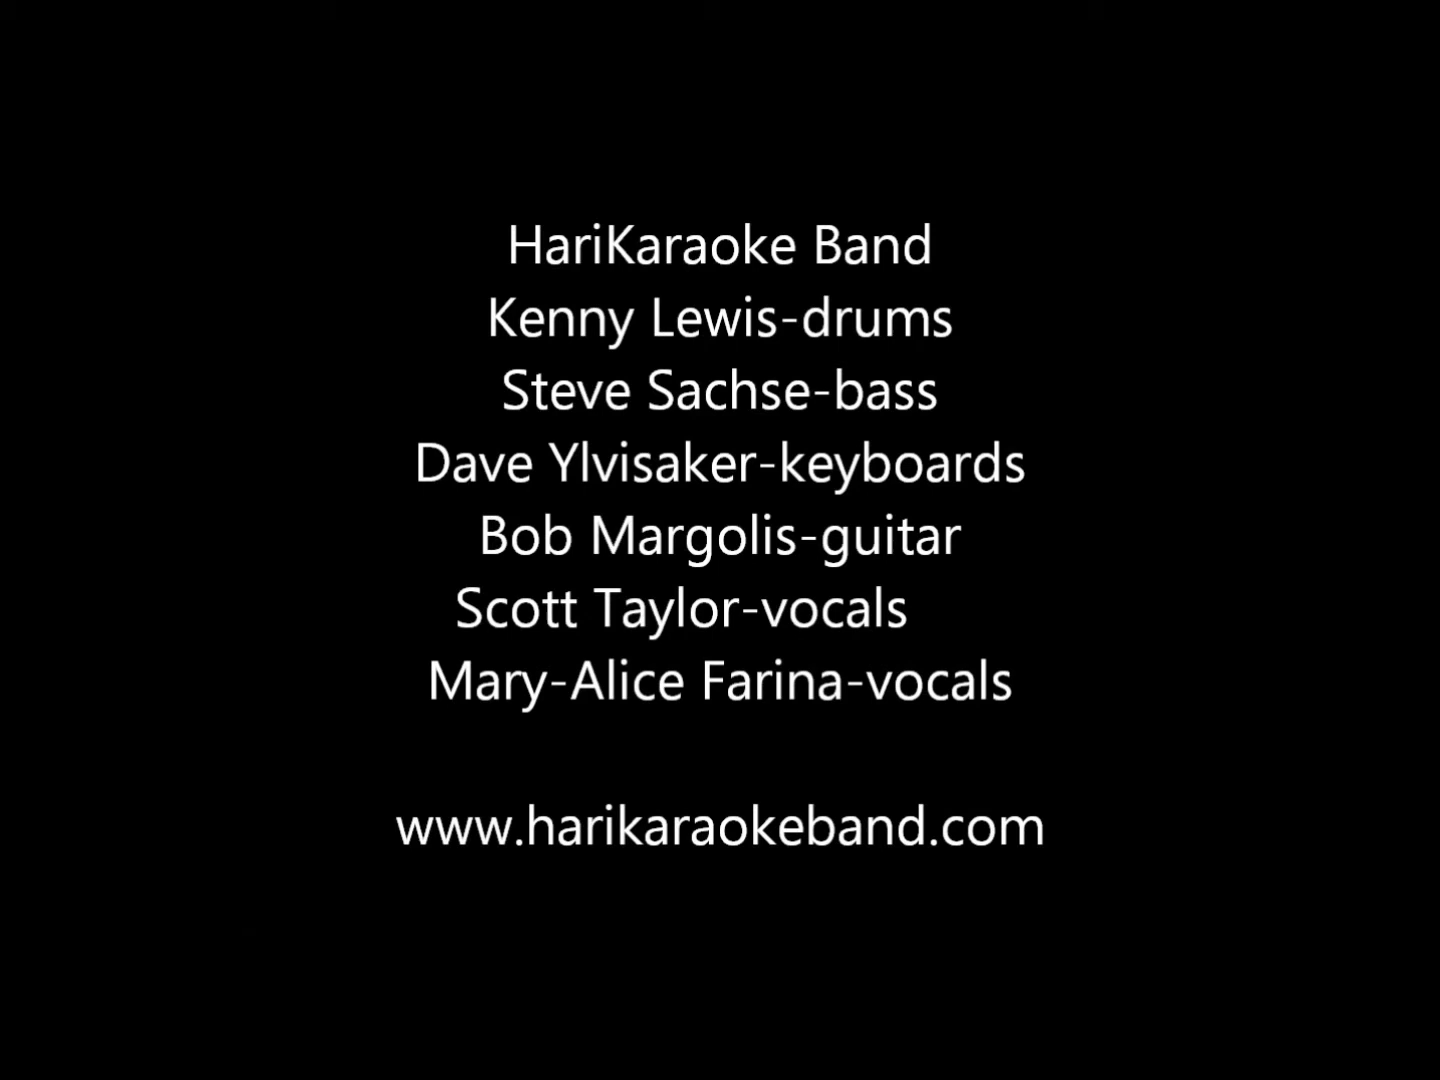 HariKaraoke Band
Kenny Lewis-drums
Steve Sachse-bass
Dave Ylvisaker-keyboards
Bob Margolis-guitar
Scott Taylor-vocals
Mary-Alice Farina-vocals
www.harikaraokeband.com